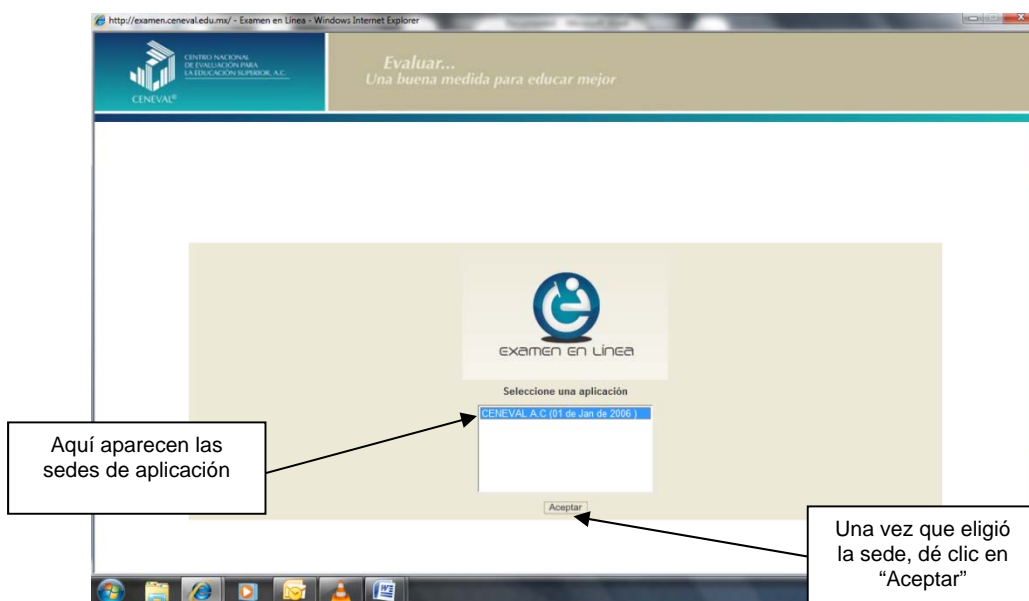 http://examen.ceneval.edu.mx/ - Examen en Línea - Windows Internet Explorer
CENTRO NACIONAL
DE EVALUACIÓN PARA
LA EDUCACIÓN SUPERIOR, A.C.
CENEVAL®
Evaluar...
Una buena medida para educar mejor
examen en línea
Seleccione una aplicación
CENEVAL A.C (01 de Jan de 2006 )
Aquí aparecen las
sedes de aplicación
Aceptar
Una vez que eligió
la sede, dé clic en
“Aceptar”